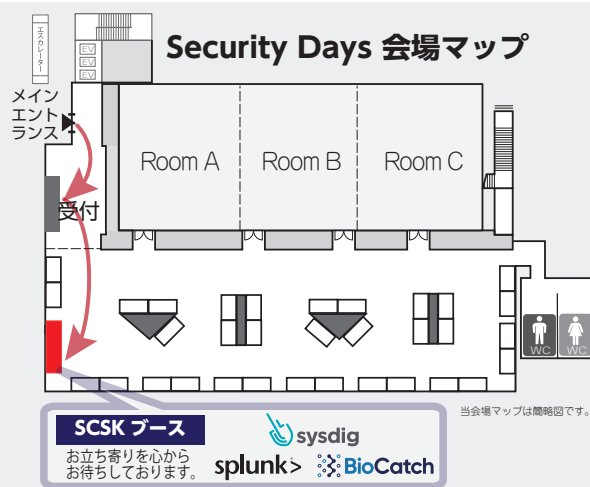 Security Days 会場マップ
エスカレーター
EV
EV
EV
メイン
エント
ランス
受付
Room A
Room B
Room C
WC
WC
当会場マップは簡略図です。
SCSK ブース
お立ち寄りを心から
お待ちしております。
sysdig
splunk>
BioCatch